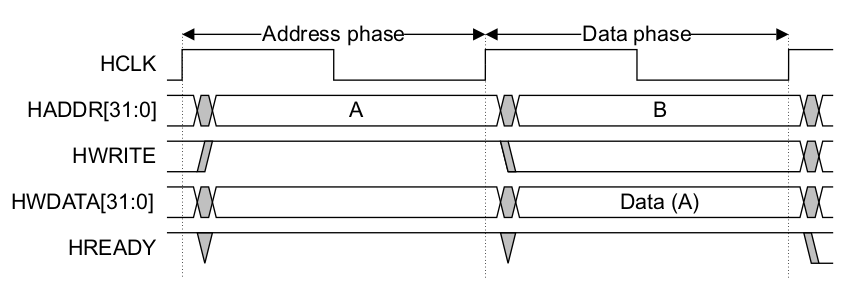 Address phase Data phase
HCLK
HADDR[31:0] A B
HWRITE
HWDATA[31:0] Data (A)
HREADY